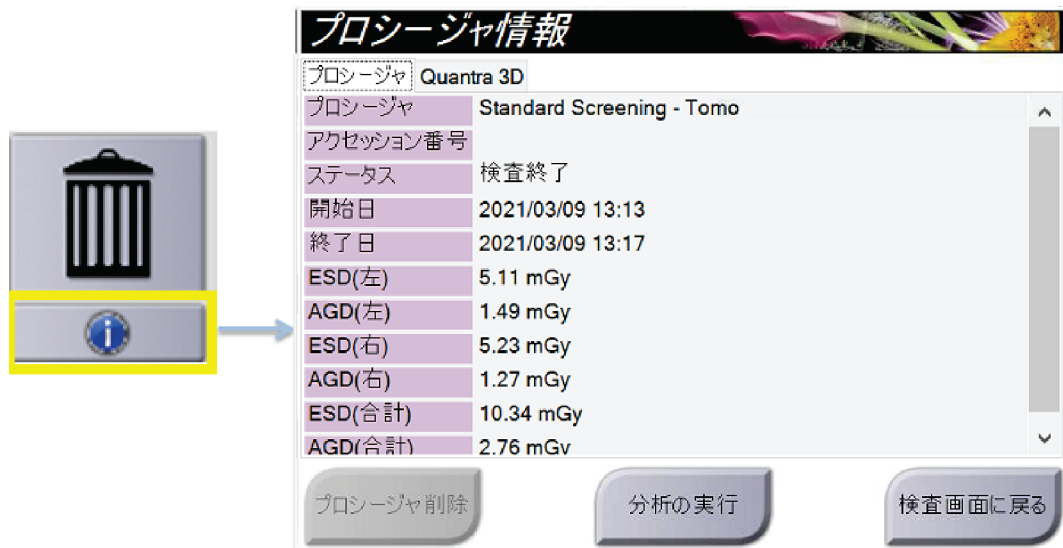 プロシージャ情報
プロシージャ Quantra 3D
プロシージャ Standard Screening - Tomo
アクセッション番号
ステータス 検査終了
開始日 2021/03/09 13:13
終了日 2021/03/09 13:17
ESD(左) 5.11 mGy
AGD(左) 1.49 mGy
ESD(右) 5.23 mGy
AGD(右) 1.27 mGy
ESD(合計) 10.34 mGy
AGD(合計) 2.76 mGy
プロシージャ削除 分析の実行 検査画面に戻る